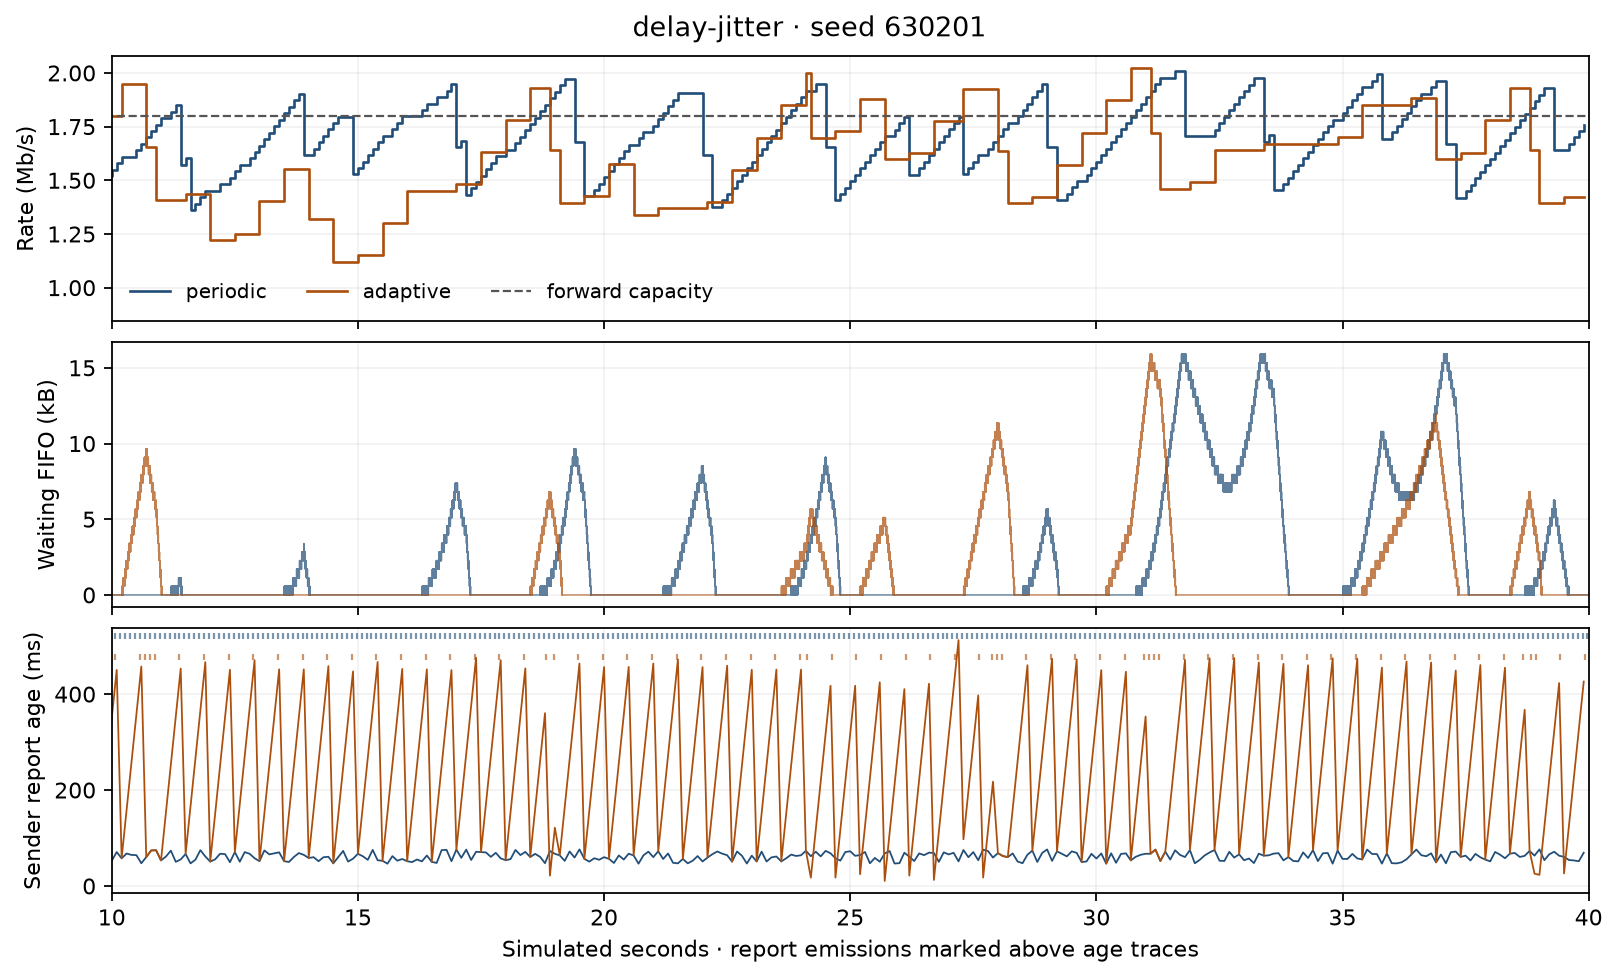 delay-jitter · seed 630201
Rate (Mb/s)
2.00
1.75
1.50
1.25
1.00
periodic adaptive forward capacity
Waiting FIFO (kB)
15
10
5
0
Sender report age (ms)
400
200
0
10 15 20 25 30 35 40
Simulated seconds · report emissions marked above age traces